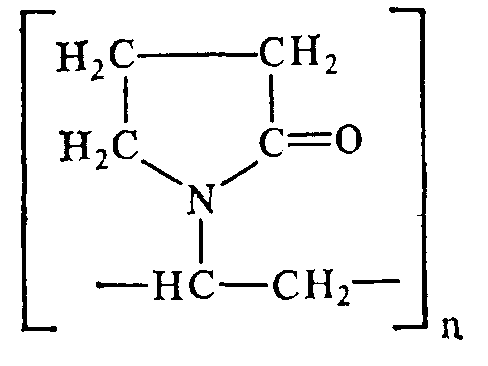 H₂C CH₂
H₂C C=O
N
HC—CH₂
n